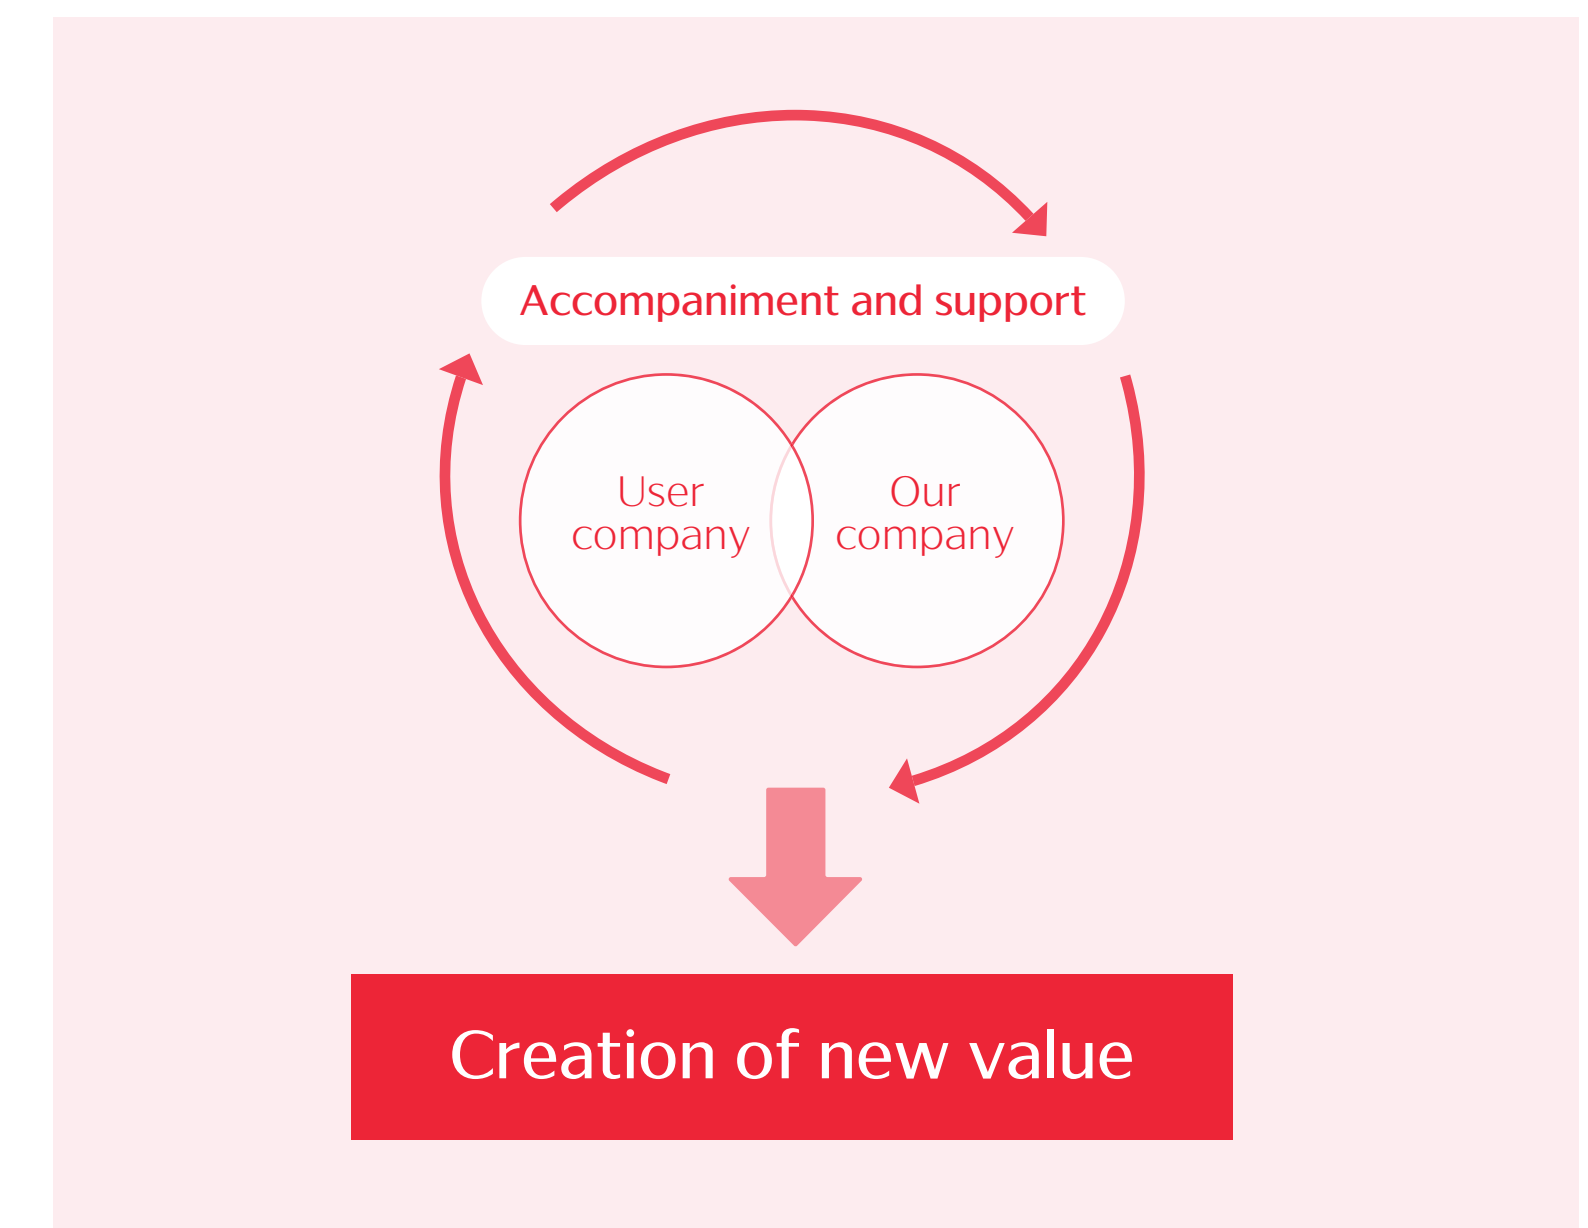 Accompaniment and support
User
company
Our
company
Creation of new value